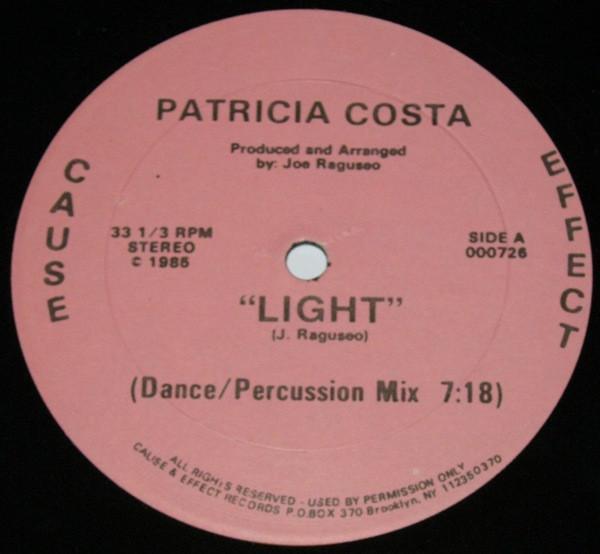 PATRICIA COSTA
Produced and Arranged
by: Joe Raguseo
CAUSE
EFFECT
33 1/3 RPM
STEREO
© 1985
SIDE A
000726
“LIGHT”
(J. Raguseo)
(Dance/Percussion Mix 7:18)
ALL RIGHTS RESERVED - USED BY PERMISSION ONLY
CAUSE & EFFECT RECORDS P.O.BOX 370 Brooklyn, NY 112350370